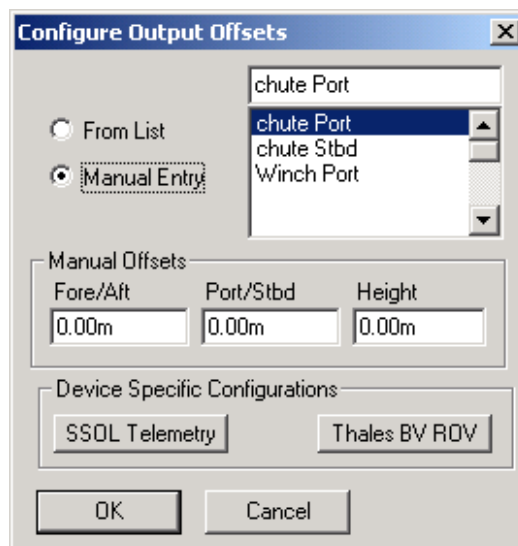 Configure Output Offsets
chute Port
From List
Manual Entry
chute Port
chute Stbd
Winch Port
Manual Offsets
Fore/Aft Port/Stbd Height
0.00m 0.00m 0.00m
Device Specific Configurations
SSOL Telemetry Thales BV ROV
OK Cancel